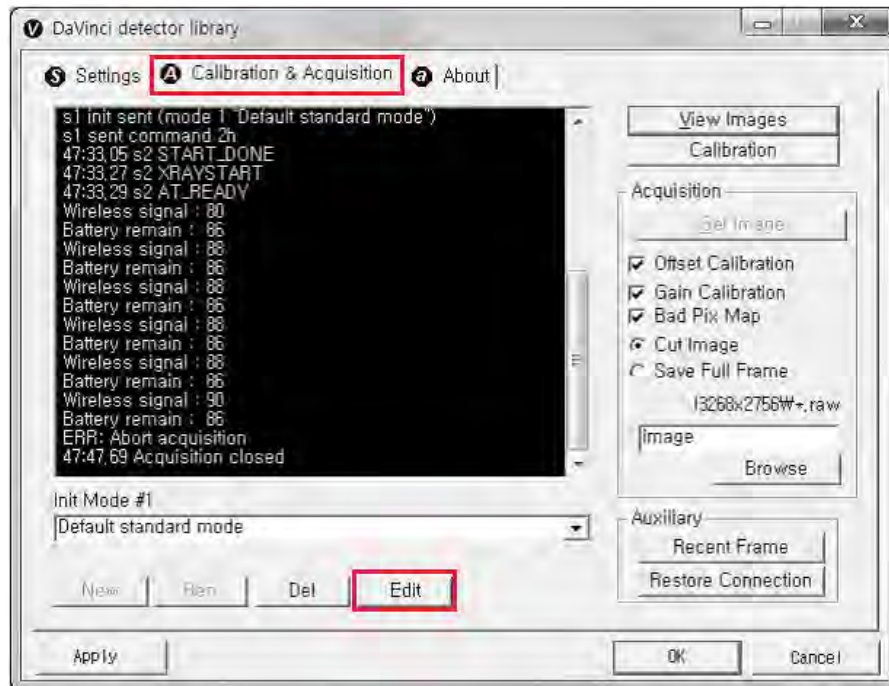 DaVinci detector library
Settings
Calibration & Acquisition
About
s1 init sent (mode 1 "Default standard mode")
s1 sent command 2h
47:33,05 s2 START_DONE
47:33,27 s2 XRAYSTART
47:33,29 s2 AT_READY
Wireless signal : 80
Battery remain : 86
Wireless signal : 88
Battery remain : 86
Wireless signal : 88
Battery remain : 86
Wireless signal : 88
Battery remain : 86
Wireless signal : 88
Battery remain : 86
Wireless signal : 90
Battery remain : 86
ERR: Abort acquisition
47:47,69 Acquisition closed
Init Mode #1
Default standard mode
New
Ren
Del
Edit
View Images
Calibration
Acquisition
Get Image
Offset Calibration
Gain Calibration
Bad Pix Map
Cut Image
Save Full Frame
image
Browse
Auxiliary
Recent Frame
Restore Connection
Apply
OK
Cancel